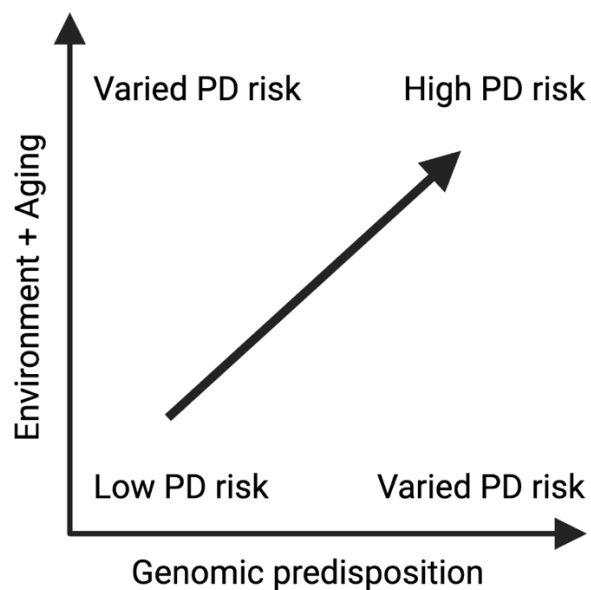 Varied PD risk
High PD risk
Environment + Aging
Low PD risk
Varied PD risk
Genomic predisposition